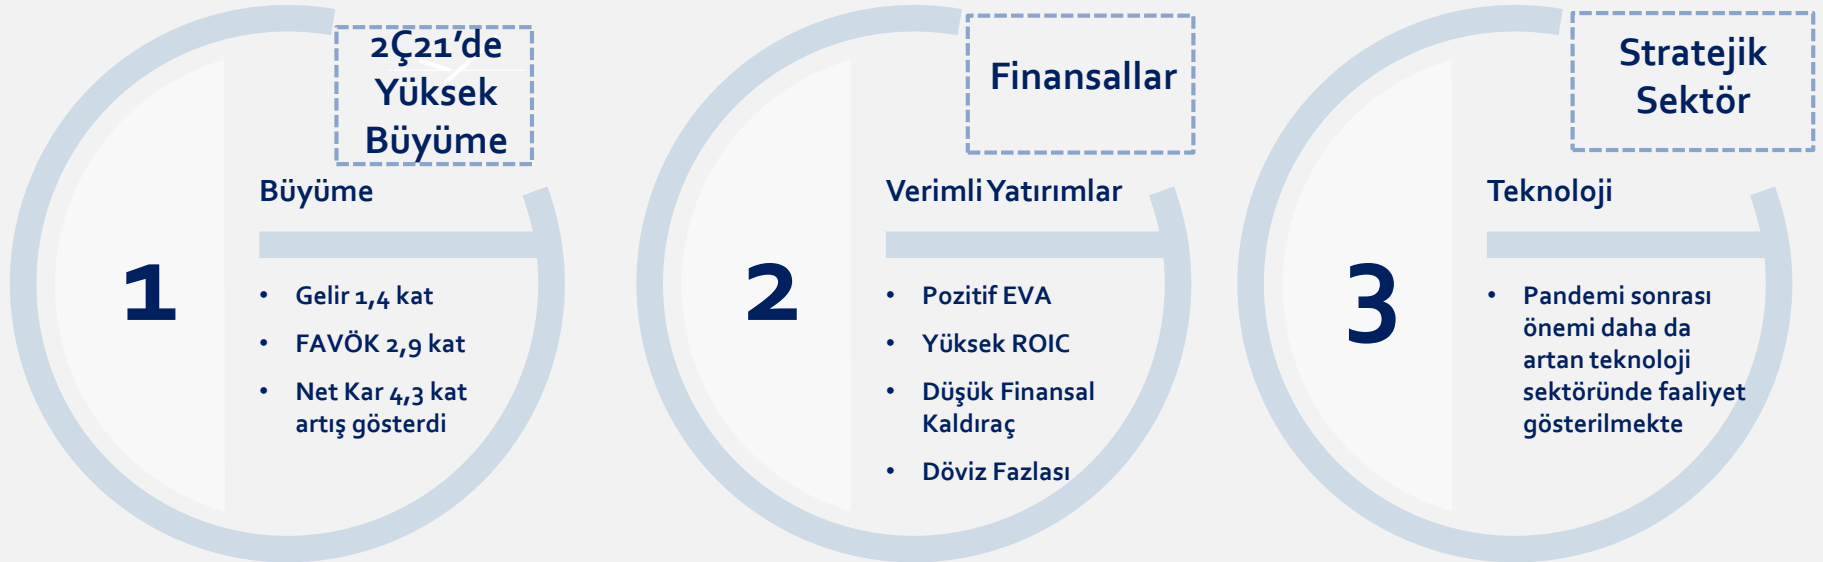 2Ç21’de
Yüksek
Büyüme
Büyüme
1
• Gelir 1,4 kat
• FAVÖK 2,9 kat
• Net Kar 4,3 kat
artış gösterdi
Finansallar
Verimli Yatırımlar
2
• Pozitif EVA
• Yüksek ROIC
• Düşük Finansal
Kaldıraç
• Döviz Fazlası
Stratejik
Sektör
Teknoloji
3
• Pandemi sonrası
önemi daha da
artan teknoloji
sektöründe faaliyet
gösterilmekte